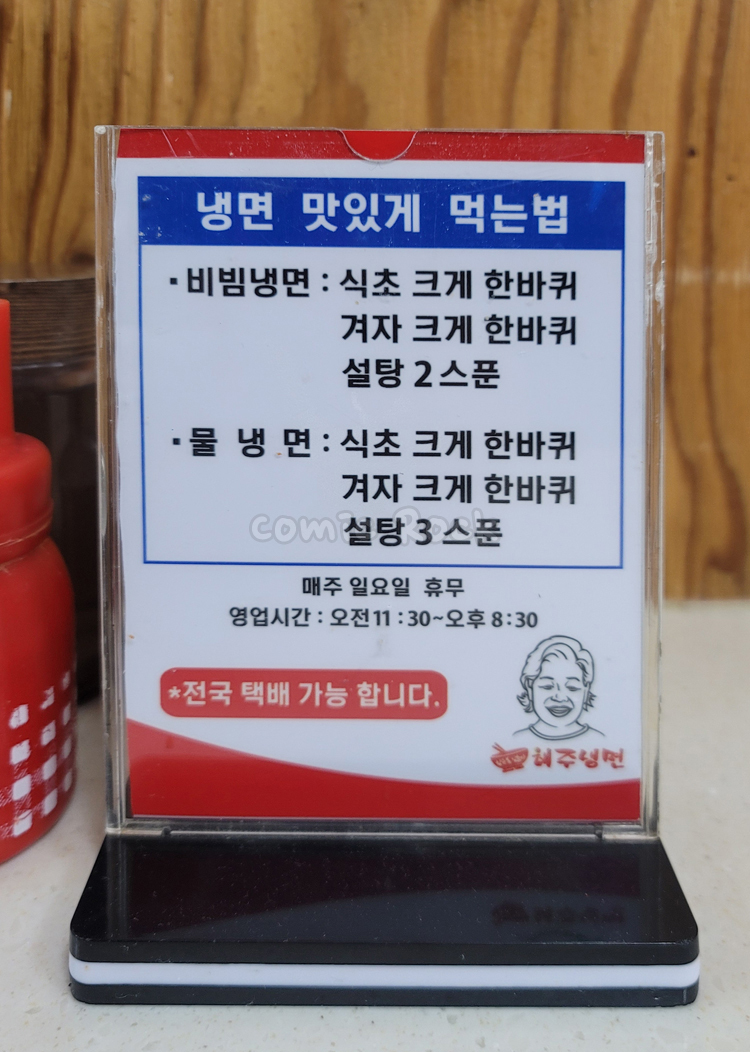 냉면 맛있게 먹는법
·비빔냉면 : 식초 크게 한바퀴
겨자 크게 한바퀴
설탕 2스푼
·물 냉 면 : 식초 크게 한바퀴
겨자 크게 한바퀴
설탕 3스푼
매주 일요일 휴무
영업시간 : 오전11 : 30~오후 8:30
*전국 택배 가능 합니다.
해주냉면